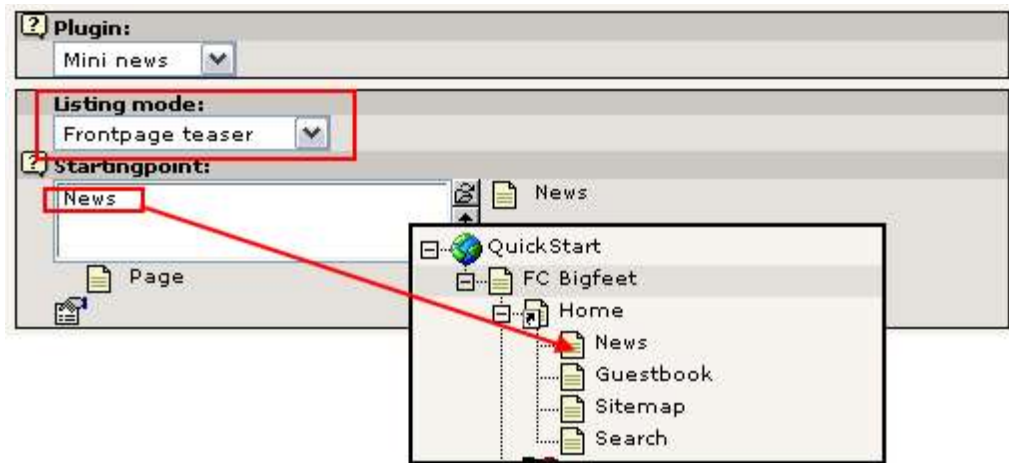 Plugin:
Mini news
Listing mode:
Frontpage teaser
Startingpoint:
News
News
Page
QuickStart
FC Bigfeet
Home
News
Guestbook
Sitemap
Search